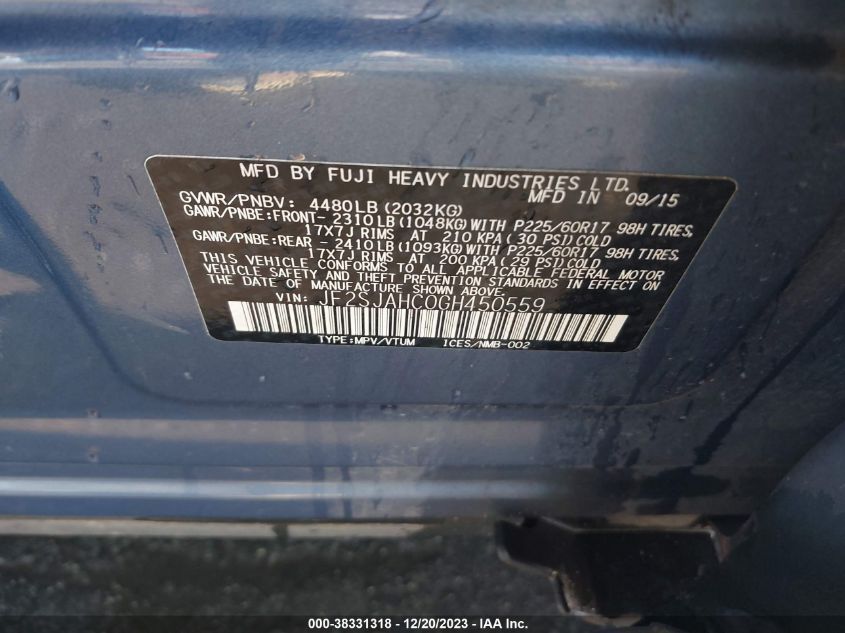 MFD BY FUJI HEAVY INDUSTRIES LTD.
MFD IN 09/15
GVWR/PNBV: 4480LB(2032KG)
GAWR/PNBE:FRONT- 2310LB(1048KG)WITH P225/60R17 98H TIRES,
17X7J RIMS AT 210 KPA(30 PSI)COLD
GAWR/PNBE:REAR - 2410LB(1093KG)WITH P225/60R17 98H TIRES,
17X7J RIMS AT 200 KPA(29 PSI)COLD
THIS VEHICLE CONFORMS TO ALL APPLICABLE FEDERAL MOTOR
VEHICLE SAFETY AND THEFT PREVENTION STANDARDS IN EFFECT
ON THE DATE OF MANUFACTURE SHOWN ABOVE.
VIN: JF2SJAHC0GH450559
TYPE:MPV/VTUM ICES/NMB-002
000-38331318 - 12/20/2023 - IAA Inc.